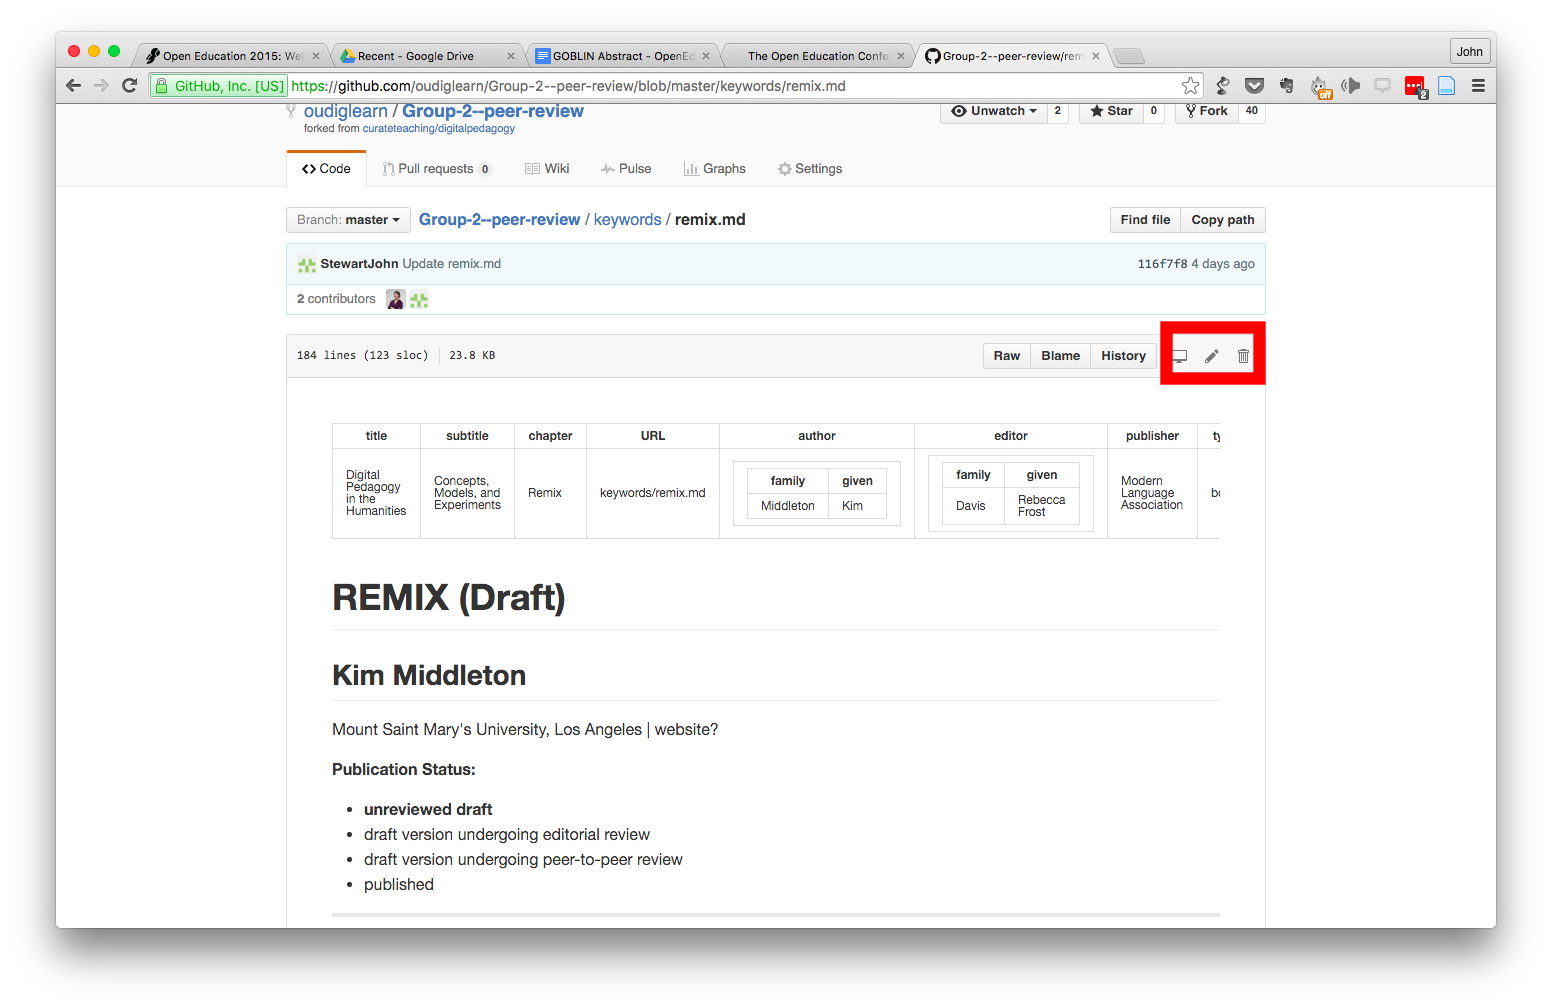 Open Education 2015: Wel
Recent - Google Drive
GOBLIN Abstract - OpenEd
The Open Education Confe
Group-2--peer-review/rem
John
GitHub, Inc. [US] https://github.com/oudiglearn/Group-2--peer-review/blob/master/keywords/remix.md
off
2
oudiglearn / Group-2--peer-review
forked from curateteaching/digitalpedagogy
Unwatch 2
Star 0
Fork 40
Code
Pull requests 0
Wiki
Pulse
Graphs
Settings
Branch: master
Group-2--peer-review / keywords / remix.md
Find file
Copy path
StewartJohn Update remix.md
116f7f8 4 days ago
2 contributors
184 lines (123 sloc) 23.8 KB
Raw
Blame
History
title subtitle chapter URL author editor publisher ty
Digital
Pedagogy
in the
Humanities
Concepts,
Models, and
Experiments
Remix
keywords/remix.md
family given
Middleton Kim
family given
Davis
Rebecca
Frost
Modern
Language
Association
bo
REMIX (Draft)
Kim Middleton
Mount Saint Mary's University, Los Angeles | website?
Publication Status:
• unreviewed draft
• draft version undergoing editorial review
• draft version undergoing peer-to-peer review
• published